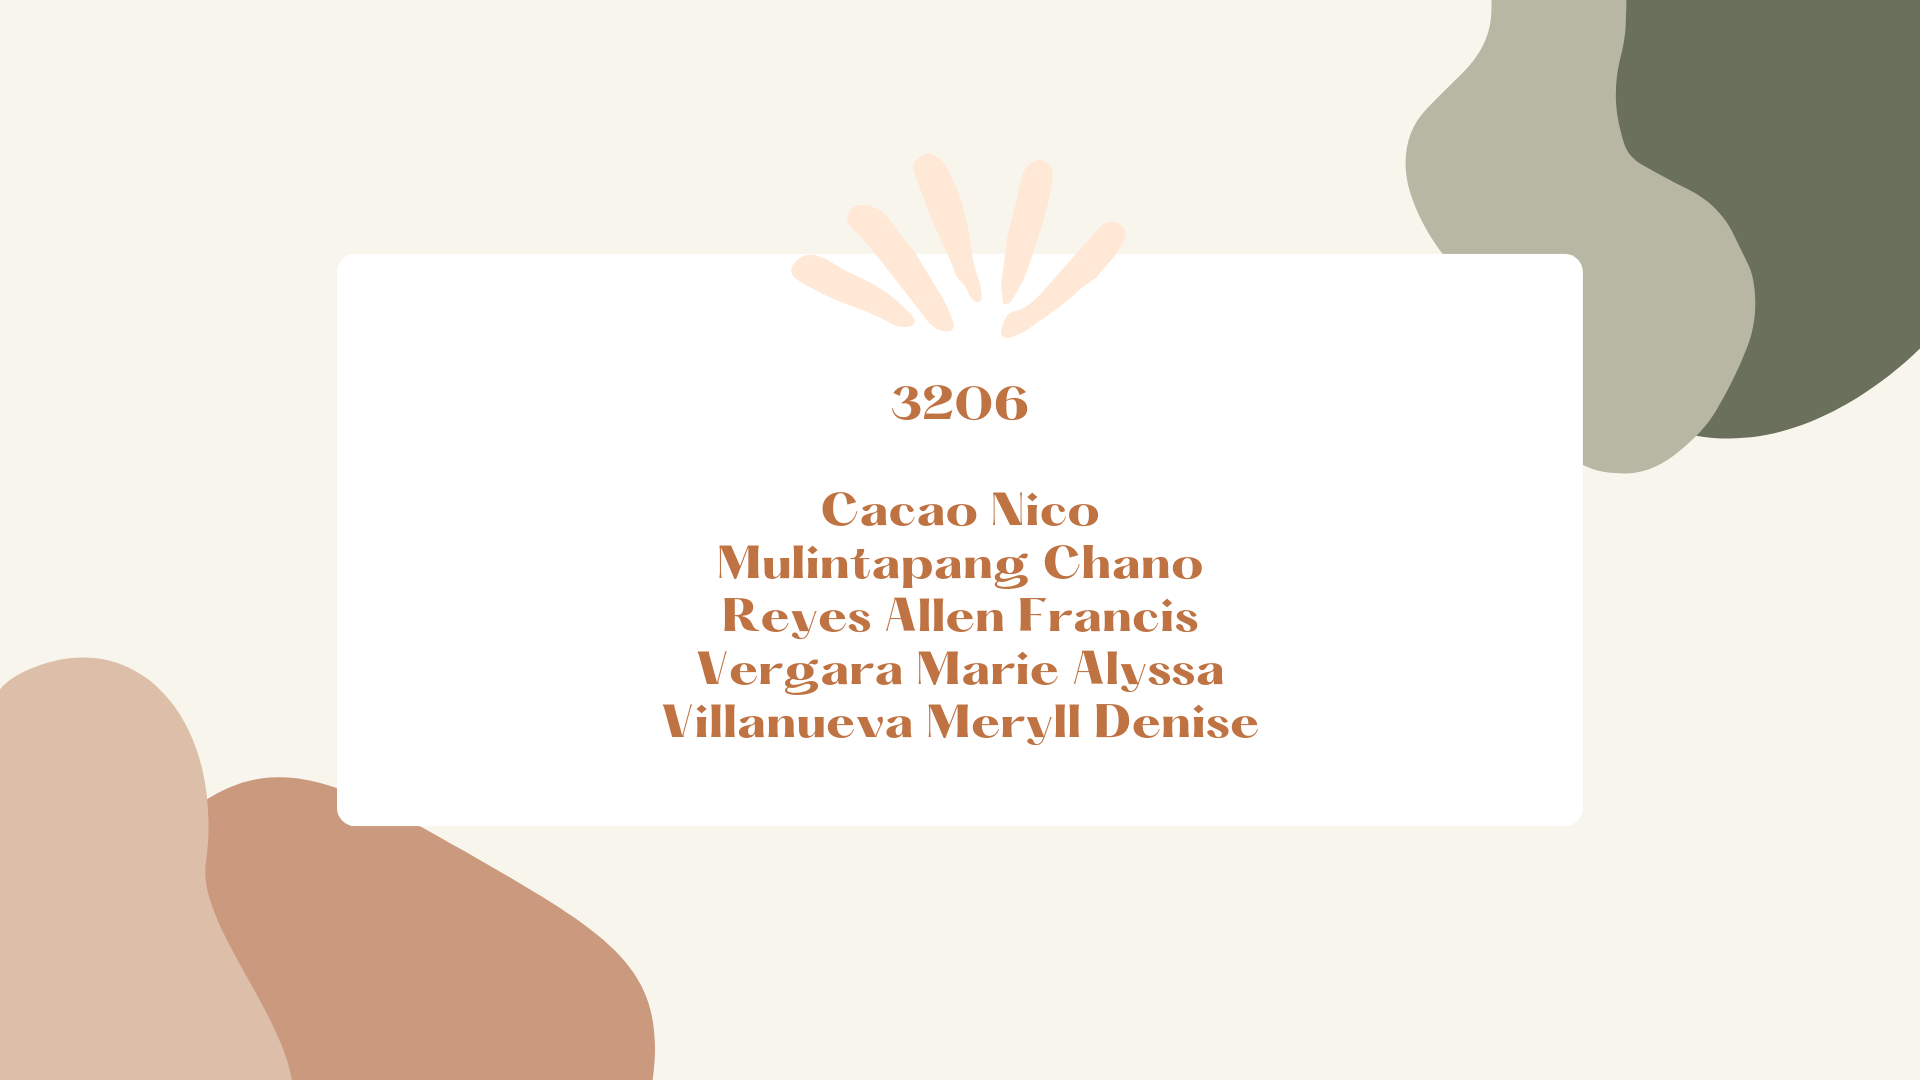 3206
Cacao Nico
Mulintapang Chano
Reyes Allen Francis
Vergara Marie Alyssa
Villanueva Meryll Denise